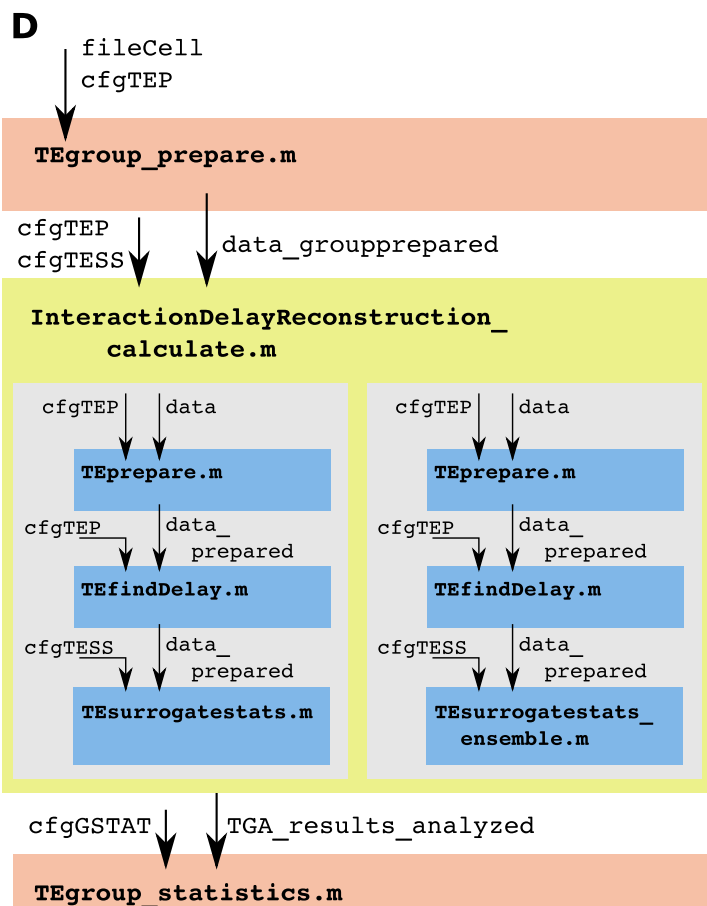 D
fileCell
cfgTEP
TEgroup_prepare.m
cfgTEP
cfgTESS
data_groupprepared
InteractionDelayReconstruction_
calculate.m
cfgTEP
data
TEprepare.m
cfgTEP
data_
prepared
TEfindDelay.m
cfgTESS
data_
prepared
TEsurrogatestats.m
cfgTEP
data
TEprepare.m
cfgTEP
data_
prepared
TEfindDelay.m
cfgTESS
data_
prepared
TEsurrogatestats_
ensemble.m
cfgGSTAT
TGA_results_analyzed
TEgroup_statistics.m